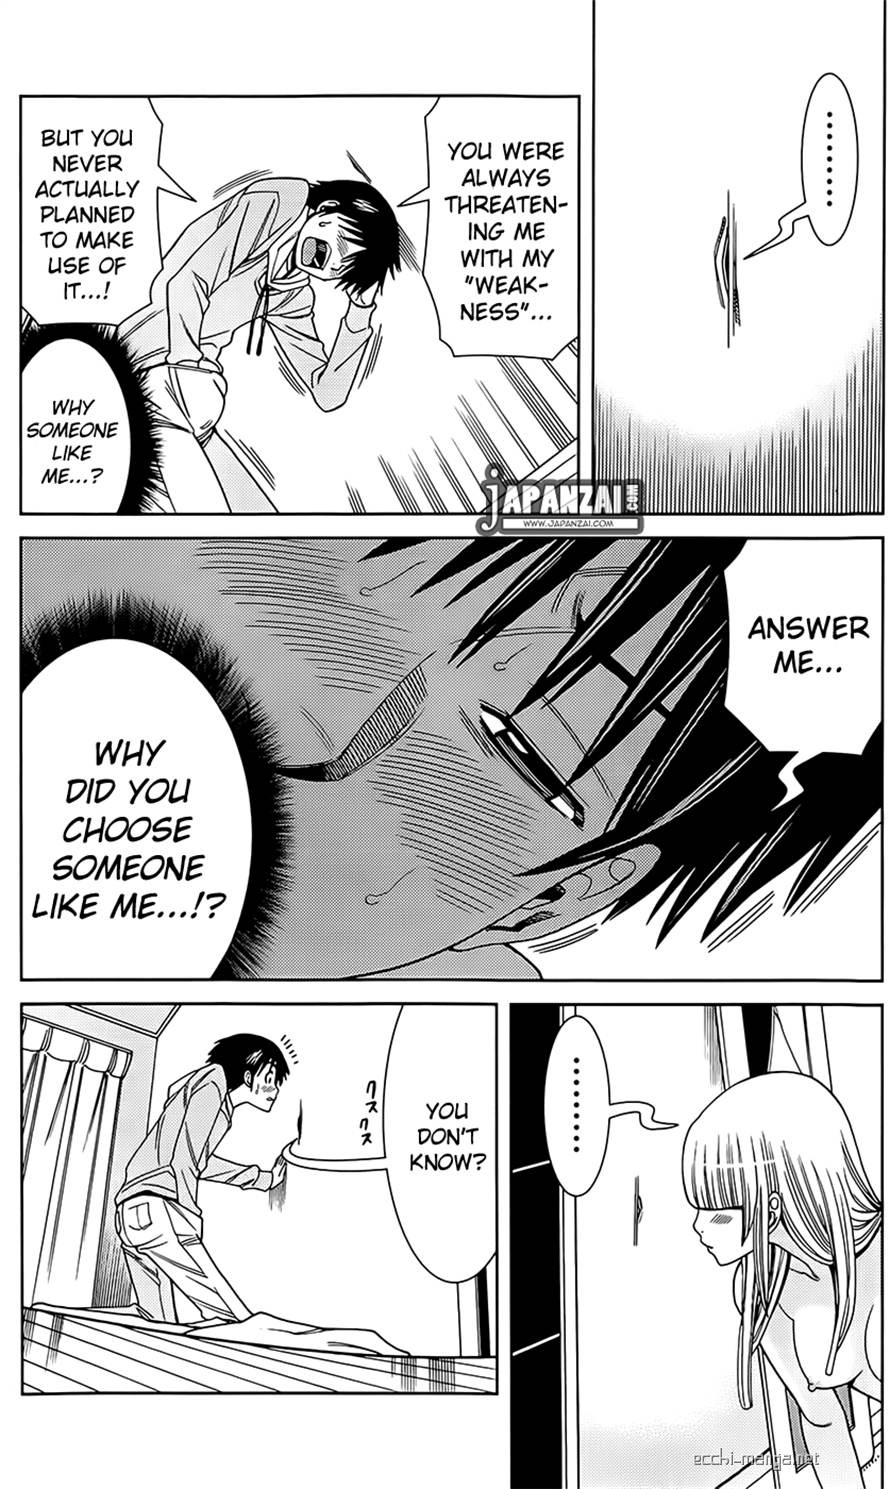 .........
YOU WERE
ALWAYS
THREATEN-
ING ME
WITH MY
"WEAK-
NESS"...
BUT YOU
NEVER
ACTUALLY
PLANNED
TO MAKE
USE OF
IT...!
WHY
SOMEONE
LIKE
ME...?
JAPANZAI.COM
WWW.JAPANZAI.COM
ANSWER
ME...
WHY
DID YOU
CHOOSE
SOMEONE
LIKE ME...!?
.........
YOU
DON'T
KNOW?
クス
クス
ecchi-manga.net